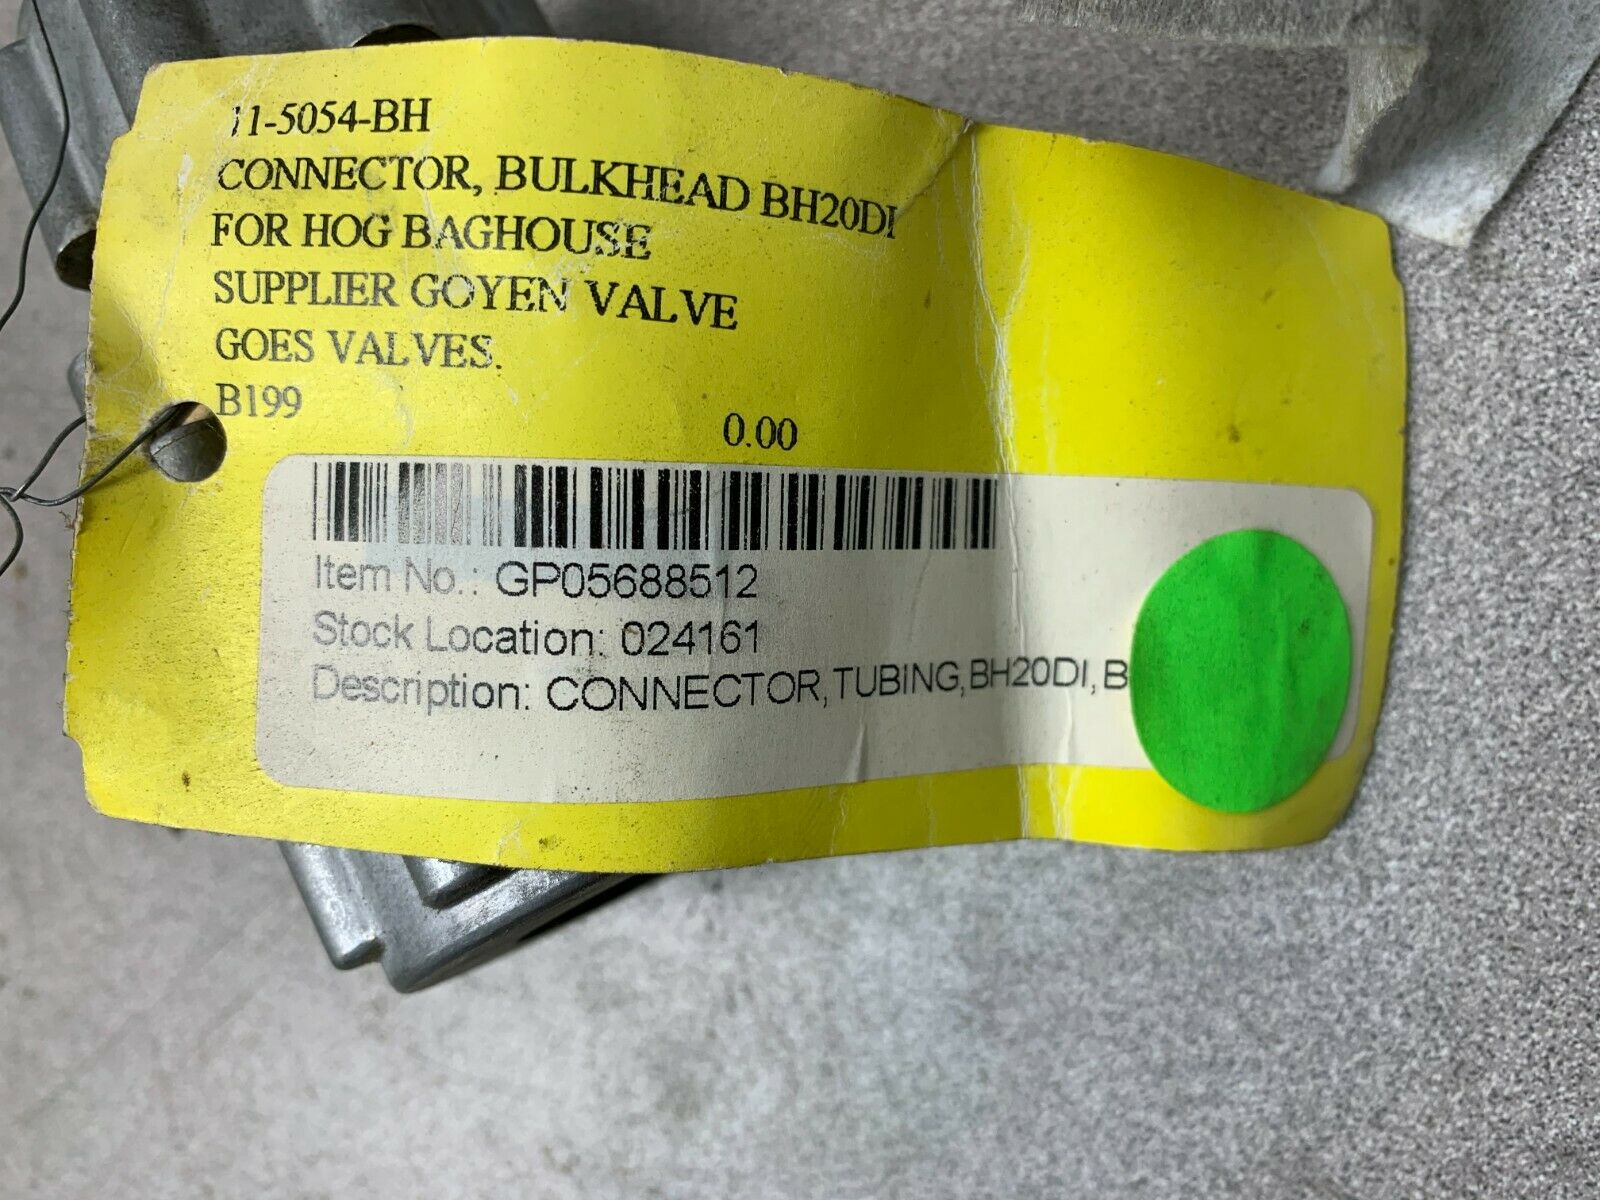 11-5054-BH
CONNECTOR, BULKHEAD BH20DI
FOR HOG BAGHOUSE
SUPPLIER GOYEN VALVE
GOES VALVES.
B199
0.00
Item No.: GP05688512
Stock Location: 024161
Description: CONNECTOR,TUBING,BH20DI,B